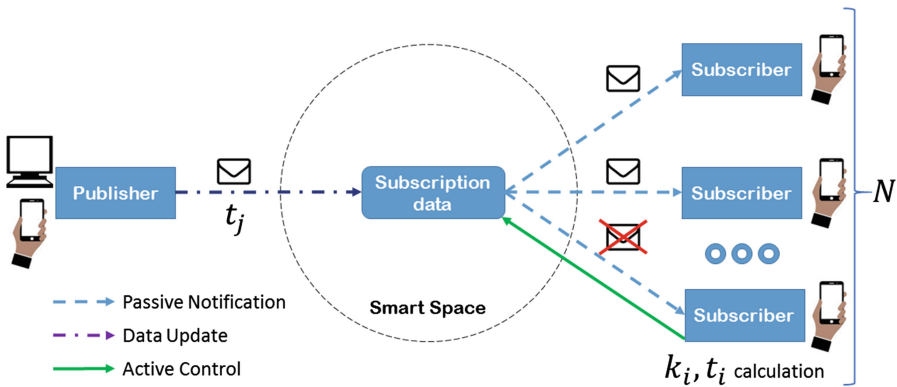 Subscriber
Publisher
t_j
Subscription
data
Subscriber
N
Smart Space
Subscriber
k_i, t_i calculation
Passive Notification
Data Update
Active Control